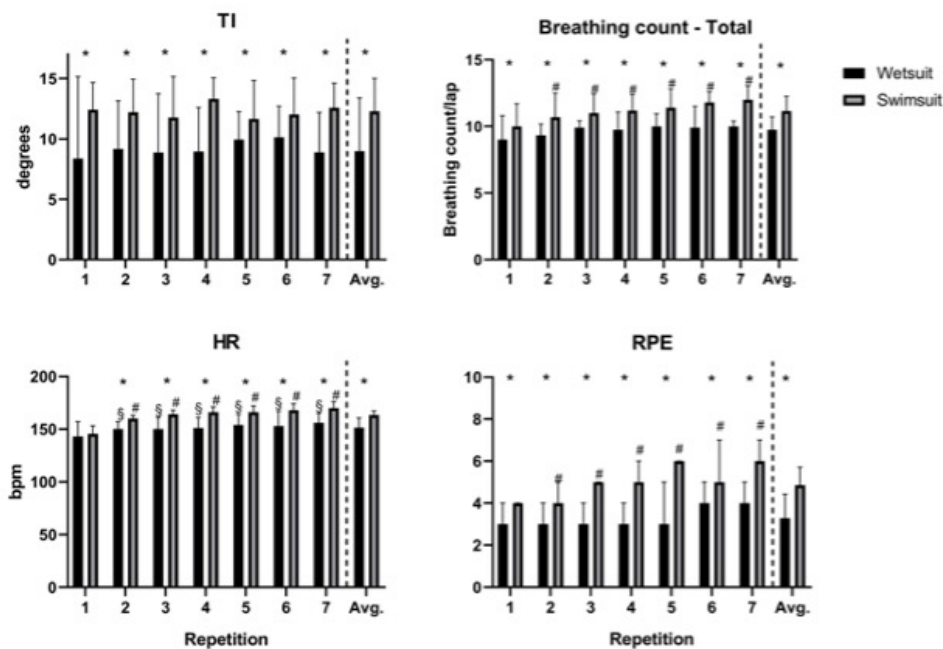 TI
* * * * * * * *
degrees
15
10
5
0
1 2 3 4 5 6 7 Avg.
Breathing count - Total
* * * * * * * *
# # # # # #
Breathing count/lap
15
10
5
0
1 2 3 4 5 6 7 Avg.
Wetsuit
Swimsuit
HR
* * * * * * *
§ # § # § # § # § # § #
bpm
200
150
100
50
0
1 2 3 4 5 6 7 Avg.
Repetition
RPE
* * * * * * * *
# # # # # #
10
8
6
4
2
0
1 2 3 4 5 6 7 Avg.
Repetition